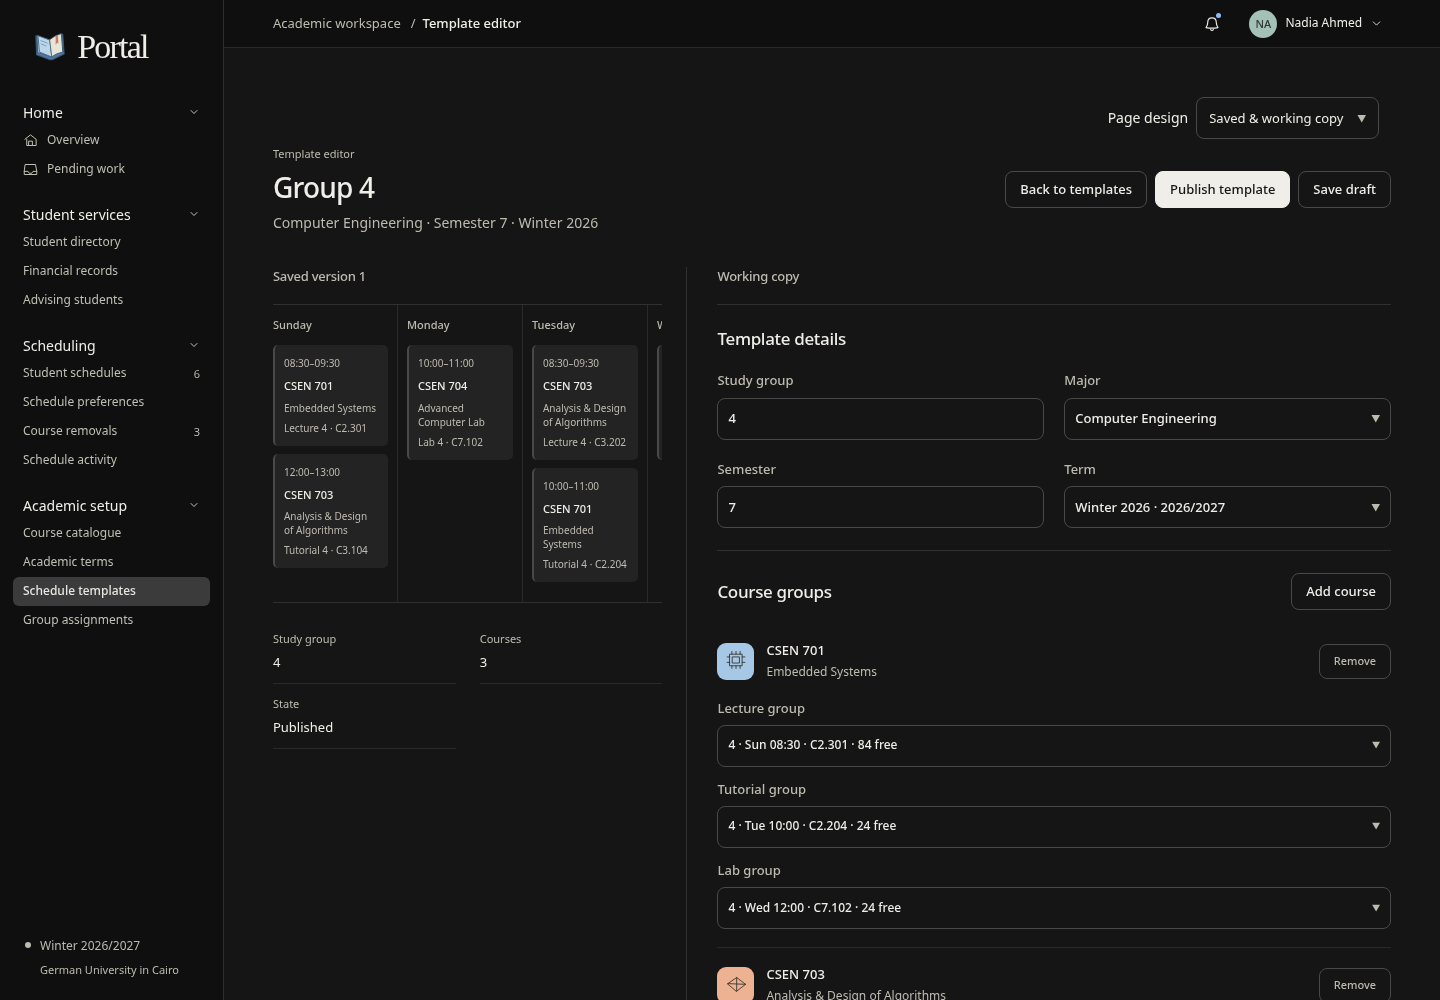 Portal
Academic workspace / Template editor
NA Nadia Ahmed
Home
Overview
Pending work
Student services
Student directory
Financial records
Advising students
Scheduling
Student schedules 6
Schedule preferences
Course removals 3
Schedule activity
Academic setup
Course catalogue
Academic terms
Schedule templates
Group assignments
Winter 2026/2027
German University in Cairo
Page design Saved & working copy
Template editor
Group 4
Computer Engineering · Semester 7 · Winter 2026
Back to templates
Publish template
Save draft
Saved version 1
Sunday
08:30–09:30
CSEN 701
Embedded Systems
Lecture 4 · C2.301
12:00–13:00
CSEN 703
Analysis & Design
of Algorithms
Tutorial 4 · C3.104
Monday
10:00–11:00
CSEN 704
Advanced
Computer Lab
Lab 4 · C7.102
Tuesday
08:30–09:30
CSEN 703
Analysis & Design
of Algorithms
Lecture 4 · C3.202
10:00–11:00
CSEN 701
Embedded
Systems
Tutorial 4 · C2.204
Study group
4
Courses
3
State
Published
Working copy
Template details
Study group
4
Major
Computer Engineering
Semester
7
Term
Winter 2026 · 2026/2027
Course groups
Add course
CSEN 701
Embedded Systems
Remove
Lecture group
4 · Sun 08:30 · C2.301 · 84 free
Tutorial group
4 · Tue 10:00 · C2.204 · 24 free
Lab group
4 · Wed 12:00 · C7.102 · 24 free
CSEN 703
Analysis & Design of Algorithms
Remove